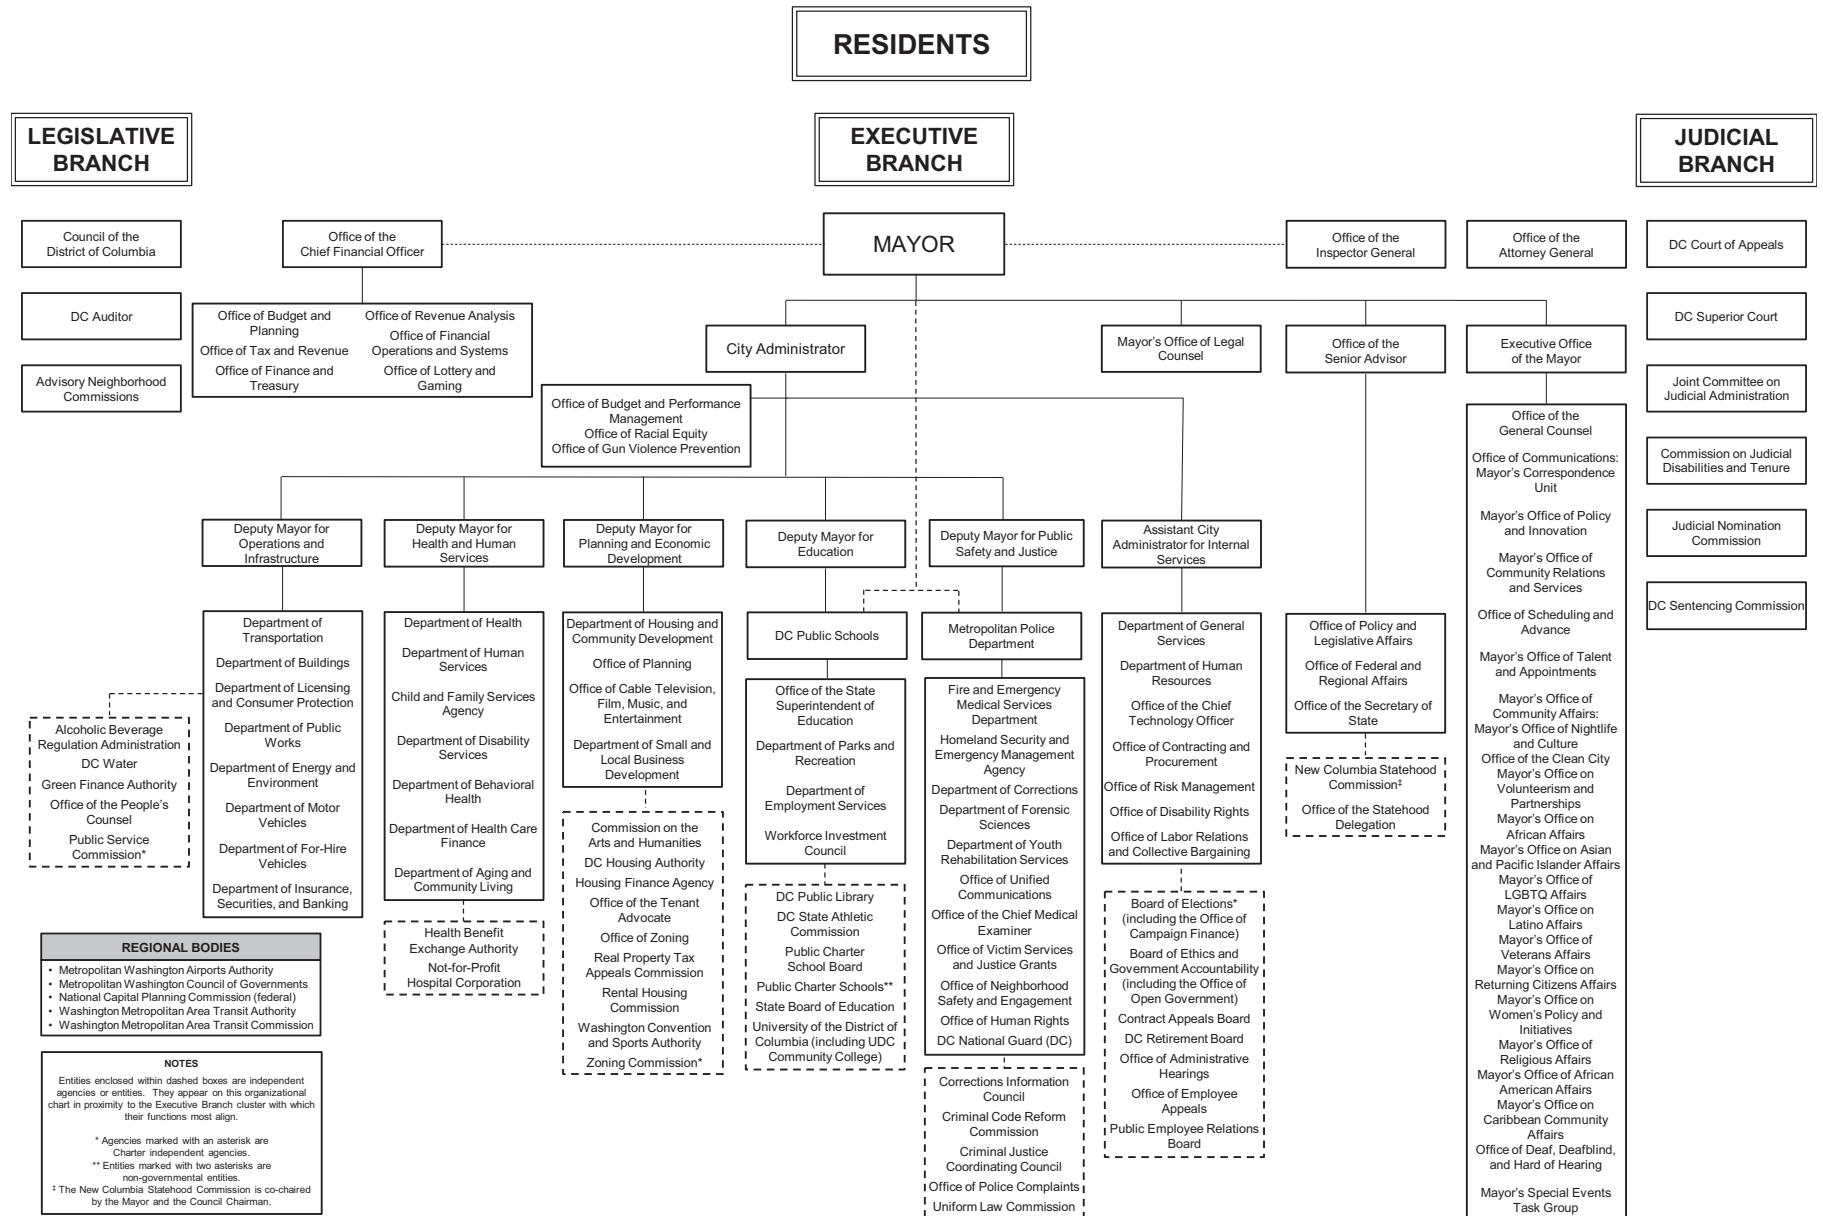 RESIDENTS
LEGISLATIVE
BRANCH
EXECUTIVE
BRANCH
JUDICIAL
BRANCH
Council of the
District of Columbia
DC Auditor
Advisory Neighborhood
Commissions
Office of the
Chief Financial Officer
Office of Budget and
Planning
Office of Tax and Revenue
Office of Finance and
Treasury
Office of Revenue Analysis
Office of Financial
Operations and Systems
Office of Lottery and
Gaming
MAYOR
Office of the
Inspector General
Office of the
Attorney General
DC Court of Appeals
DC Superior Court
Joint Committee on
Judicial Administration
Commission on Judicial
Disabilities and Tenure
Judicial Nomination
Commission
DC Sentencing Commission
City Administrator
Mayor's Office of Legal
Counsel
Office of the
Senior Advisor
Executive Office
of the Mayor
Office of Budget and Performance
Management
Office of Racial Equity
Office of Gun Violence Prevention
Deputy Mayor for
Operations and
Infrastructure
Deputy Mayor for
Health and Human
Services
Deputy Mayor for
Planning and Economic
Development
Deputy Mayor for
Education
Deputy Mayor for Public
Safety and Justice
Assistant City
Administrator for Internal
Services
Department of
Transportation
Department of Buildings
Department of Licensing
and Consumer Protection
Department of Public
Works
Department of Energy and
Environment
Department of Motor
Vehicles
Department of For-Hire
Vehicles
Department of Insurance,
Securities, and Banking
Alcoholic Beverage
Regulation Administration
DC Water
Green Finance Authority
Office of the People's
Counsel
Public Service
Commission*
Department of Health
Department of Human
Services
Child and Family Services
Agency
Department of Disability
Services
Department of Behavioral
Health
Department of Health Care
Finance
Department of Aging and
Community Living
Health Benefit
Exchange Authority
Not-for-Profit
Hospital Corporation
Department of Housing and
Community Development
Office of Planning
Office of Cable Television,
Film, Music, and
Entertainment
Department of Small and
Local Business
Development
Commission on the
Arts and Humanities
DC Housing Authority
Housing Finance Agency
Office of the Tenant
Advocate
Office of Zoning
Real Property Tax
Appeals Commission
Rental Housing
Commission
Washington Convention
and Sports Authority
Zoning Commission*
DC Public Schools
Office of the State
Superintendent of
Education
Department of Parks and
Recreation
Department of
Employment Services
Workforce Investment
Council
DC Public Library
DC State Athletic
Commission
Public Charter
School Board
Public Charter Schools**
State Board of Education
University of the District of
Columbia (including UDC
Community College)
Metropolitan Police
Department
Fire and Emergency
Medical Services
Department
Homeland Security and
Emergency Management
Agency
Department of Corrections
Department of Forensic
Sciences
Department of Youth
Rehabilitation Services
Office of Unified
Communications
Office of the Chief Medical
Examiner
Office of Victim Services
and Justice Grants
Office of Neighborhood
Safety and Engagement
Office of Human Rights
DC National Guard (DC)
Corrections Information
Council
Criminal Code Reform
Commission
Criminal Justice
Coordinating Council
Office of Police Complaints
Uniform Law Commission
Department of General
Services
Department of Human
Resources
Office of the Chief
Technology Officer
Office of Contracting and
Procurement
Office of Risk Management
Office of Disability Rights
Office of Labor Relations
and Collective Bargaining
Board of Elections*
(including the Office of
Campaign Finance)
Board of Ethics and
Government Accountability
(including the Office of
Open Government)
Contract Appeals Board
DC Retirement Board
Office of Administrative
Hearings
Office of Employee
Appeals
Public Employee Relations
Board
Office of Policy and
Legislative Affairs
Office of Federal and
Regional Affairs
Office of the Secretary of
State
New Columbia Statehood
Commission‡
Office of the Statehood
Delegation
Office of the
General Counsel
Office of Communications:
Mayor's Correspondence
Unit
Mayor's Office of Policy
and Innovation
Mayor's Office of
Community Relations
and Services
Office of Scheduling and
Advance
Mayor's Office of Talent
and Appointments
Mayor's Office of
Community Affairs:
Mayor's Office of Nightlife
and Culture
Office of the Clean City
Mayor's Office on
Volunteerism and
Partnerships
Mayor's Office on
African Affairs
Mayor's Office on Asian
and Pacific Islander Affairs
Mayor's Office of
LGBTQ Affairs
Mayor's Office on
Latino Affairs
Mayor's Office of
Veterans Affairs
Mayor's Office on
Returning Citizens Affairs
Mayor's Office on
Women's Policy and
Initiatives
Mayor's Office of
Religious Affairs
Mayor's Office of African
American Affairs
Mayor's Office on
Caribbean Community
Affairs
Office of Deaf, Deafblind,
and Hard of Hearing
Mayor's Special Events
Task Group
REGIONAL BODIES
• Metropolitan Washington Airports Authority
• Metropolitan Washington Council of Governments
• National Capital Planning Commission (federal)
• Washington Metropolitan Area Transit Authority
• Washington Metropolitan Area Transit Commission
NOTES
Entities enclosed within dashed boxes are independent
agencies or entities. They appear on this organizational
chart in proximity to the Executive Branch cluster with which
their functions most align.
* Agencies marked with an asterisk are
Charter independent agencies.
** Entities marked with two asterisks are
non-governmental entities.
‡ The New Columbia Statehood Commission is co-chaired
by the Mayor and the Council Chairman.